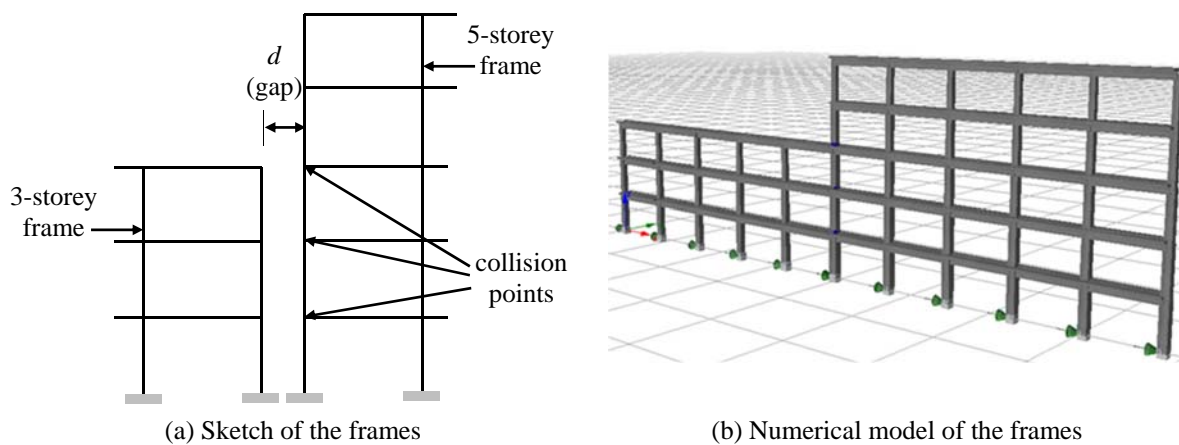 d
(gap)
5-storey
frame
3-storey
frame
collision
points
(a) Sketch of the frames
(b) Numerical model of the frames